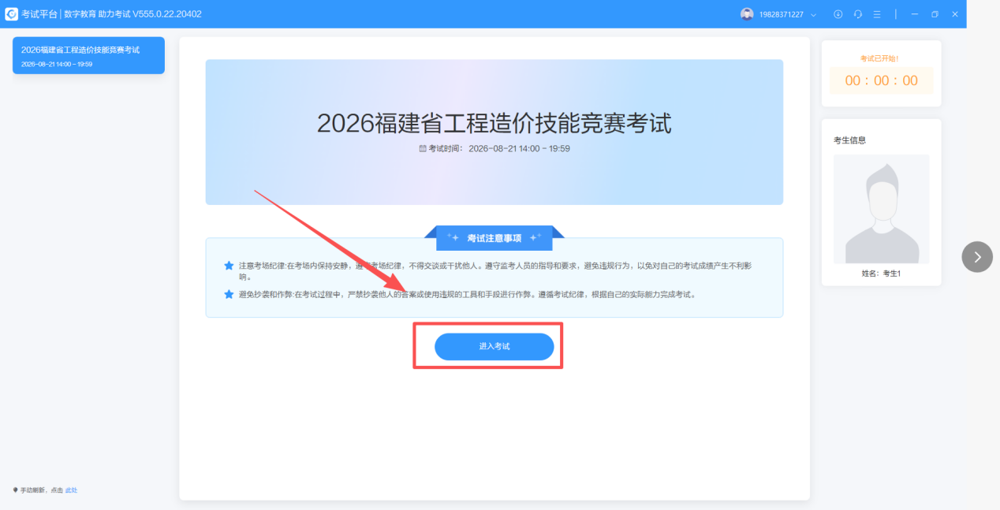 考试平台 | 数字教育 助力考试 V555.0.22.20402
19828371227
2026福建省工程造价技能竞赛考试
2026-08-21 14:00 - 19:59
2026福建省工程造价技能竞赛考试
考试时间： 2026-08-21 14:00 - 19:59
考试注意事项
注意考场纪律:在考场内保持安静，遵守考场纪律，不得交谈或干扰他人。遵守监考人员的指导和要求，避免违规行为，以免对自己的考试成绩产生不利影
响。
避免抄袭和作弊:在考试过程中，严禁抄袭他人的答案或使用违规的工具和手段进行作弊。遵循考试纪律，根据自己的实际能力完成考试。
进入考试
考试已开始！
00 : 00 : 00
考生信息
姓名：考生1
手动刷新，点击 此处